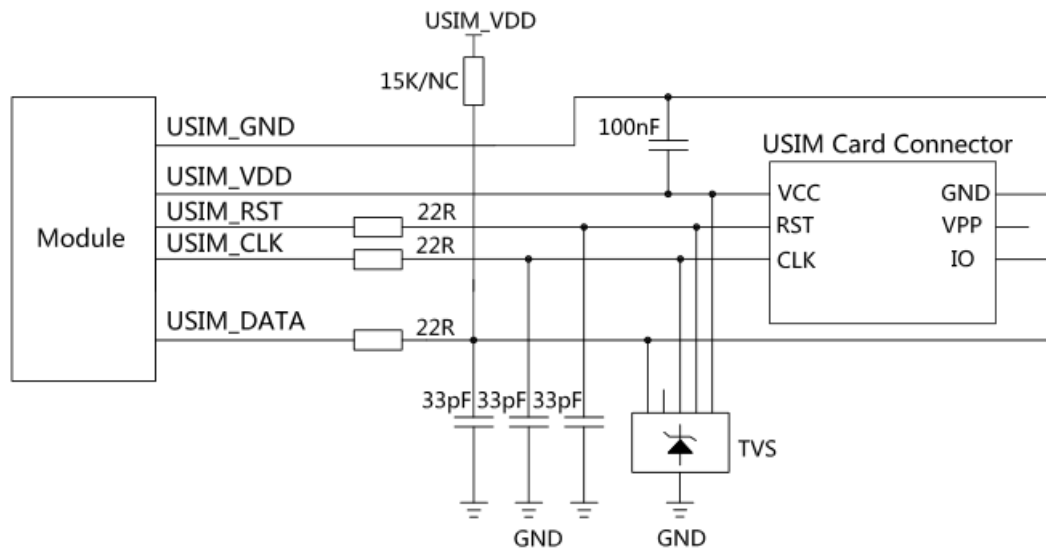 USIM_VDD
15K/NC
USIM_GND
100nF
USIM Card Connector
USIM_VDD
VCC
GND
USIM_RST
22R
RST
VPP
Module
USIM_CLK
22R
CLK
IO
USIM_DATA
22R
33pF 33pF 33pF
TVS
GND
GND